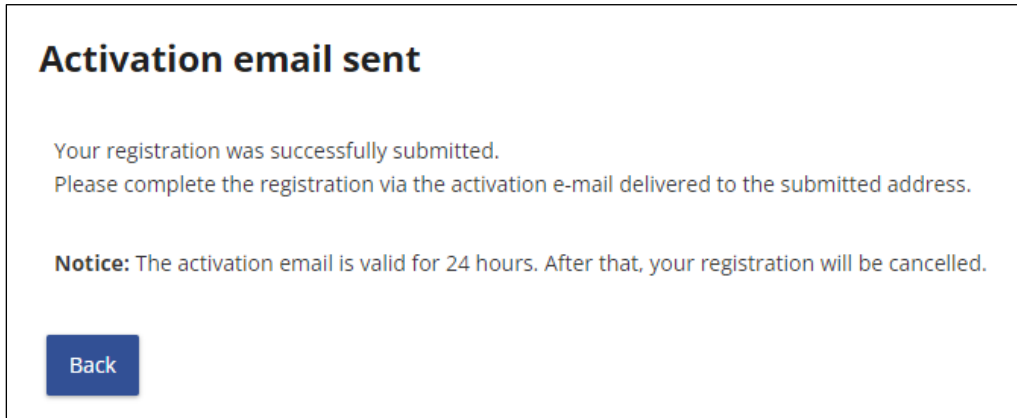 Activation email sent
Your registration was successfully submitted.
Please complete the registration via the activation e-mail delivered to the submitted address.
Notice: The activation email is valid for 24 hours. After that, your registration will be cancelled.
Back